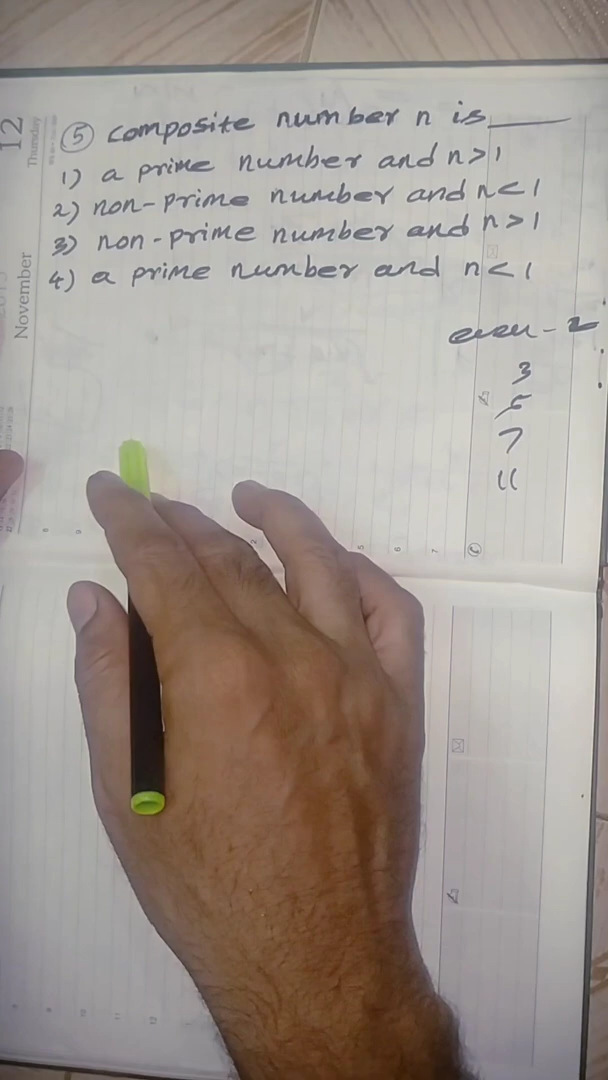 12
Thursday
November
⑤ composite number n is ____
1) a prime number and n>1
2) non-prime number and n<1
3) non-prime number and n>1
4) a prime number and n<1
even - 2
3
5
7
11